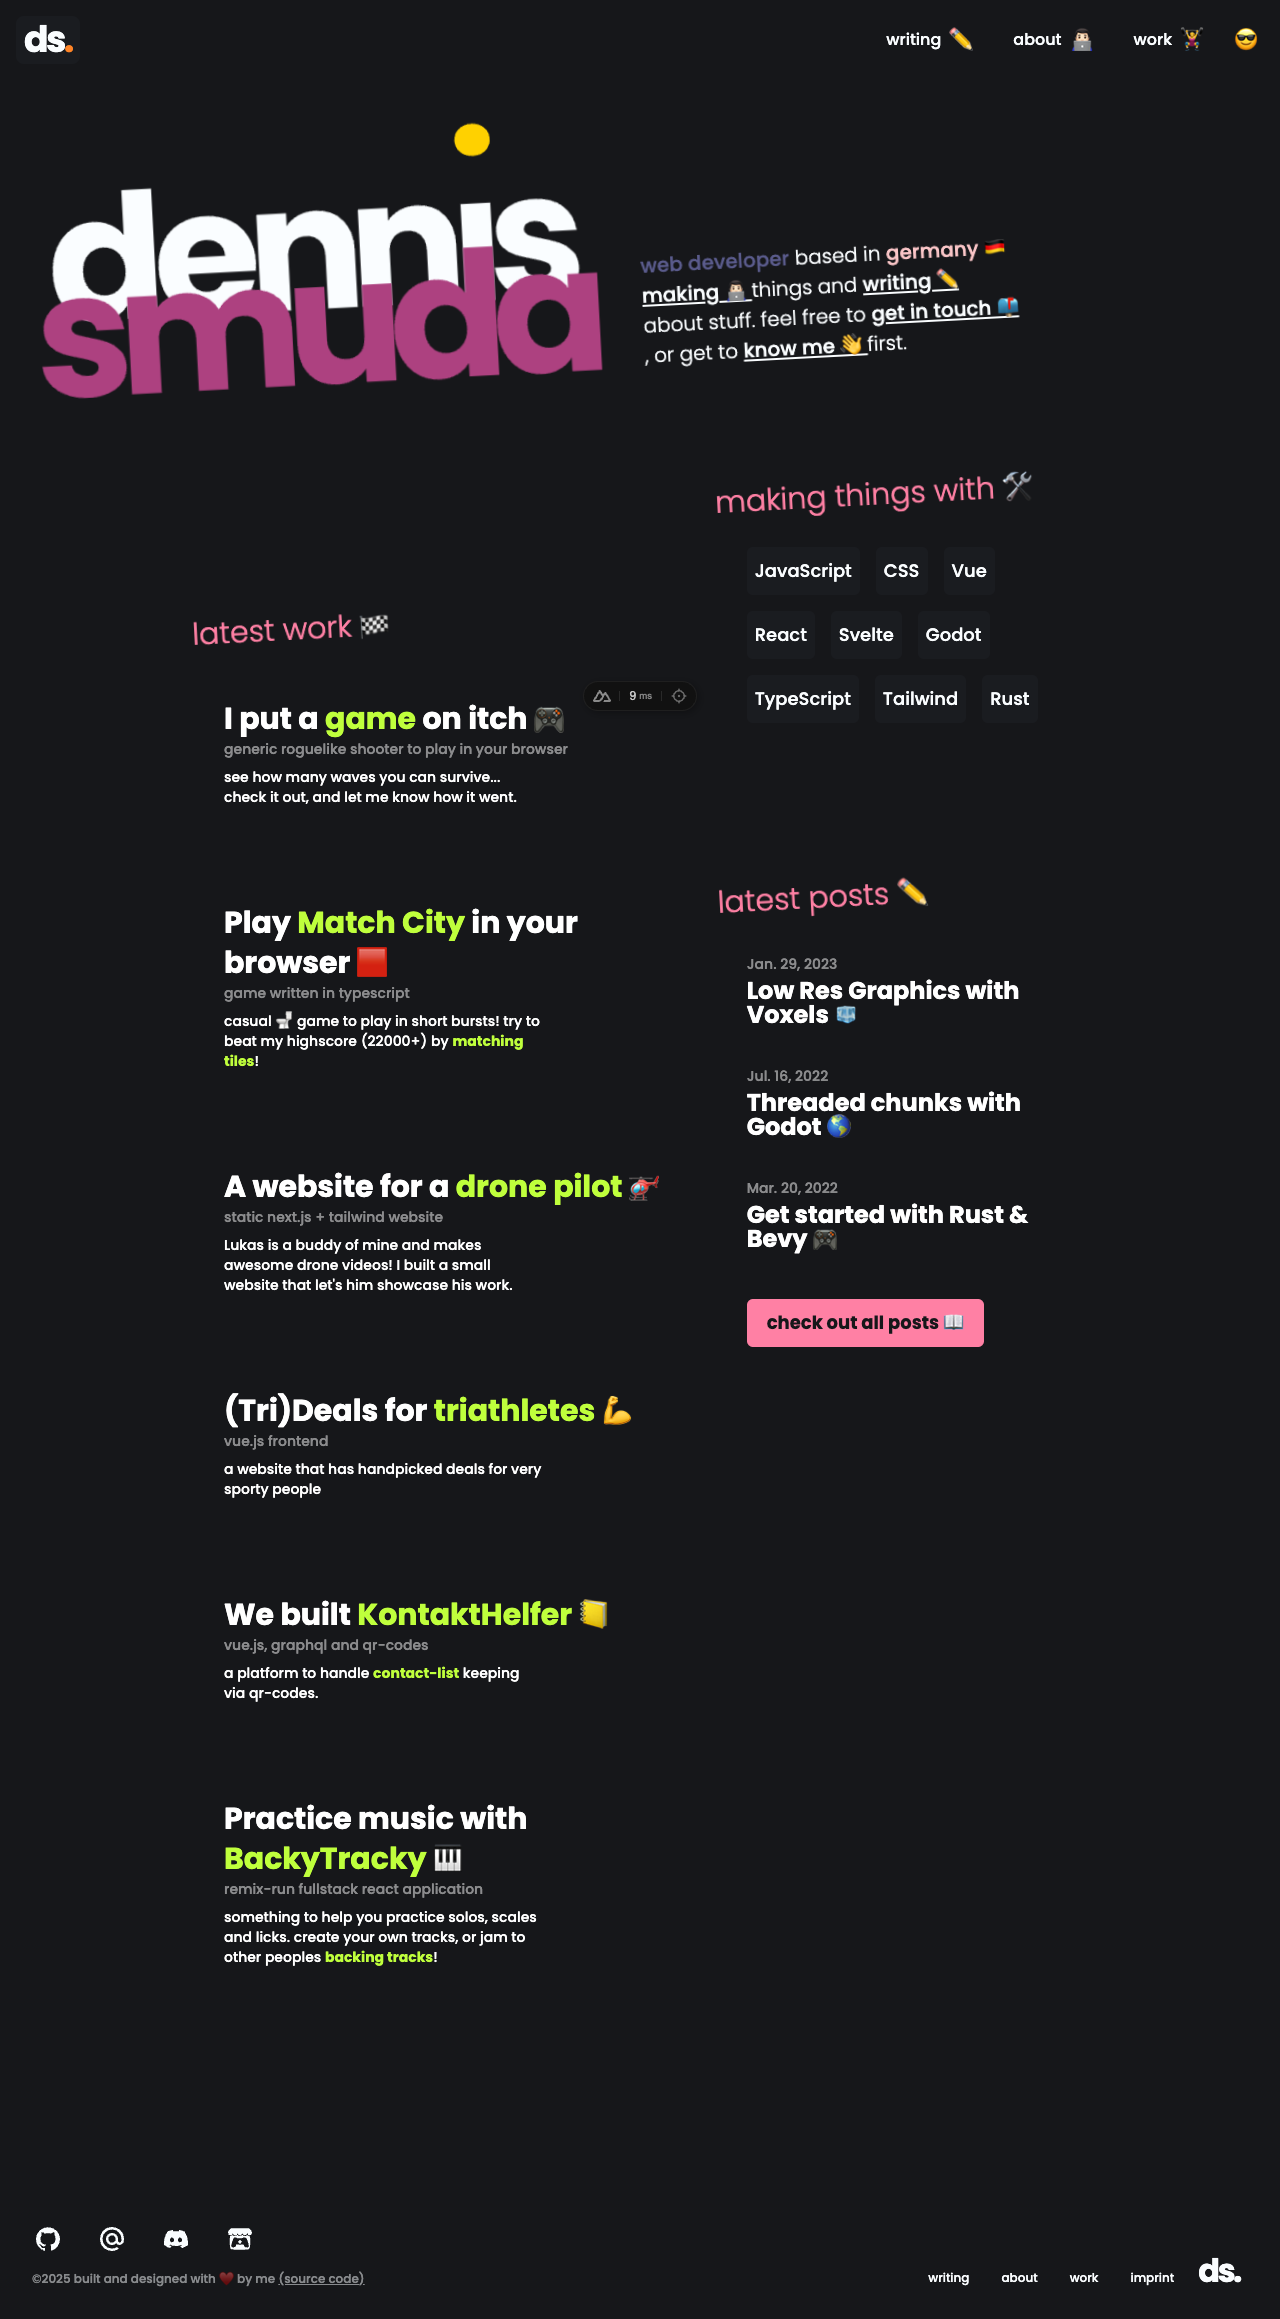 ds.
writing ✏️ about 👨🏻‍💻 work 🏋️ 😎
dennis
smuda
web developer based in germany 🇩🇪
making 👨🏻‍💻 things and writing ✏️
about stuff. feel free to get in touch 📫
, or get to know me 👋 first.
making things with 🛠️
JavaScript CSS Vue
React Svelte Godot
TypeScript Tailwind Rust
latest work 🏁
9 ms
I put a game on itch 🎮
generic roguelike shooter to play in your browser
see how many waves you can survive...
check it out, and let me know how it went.
Play Match City in your
browser 🟥
game written in typescript
casual 🚽 game to play in short bursts! try to
beat my highscore (22000+) by matching
tiles!
A website for a drone pilot 🚁
static next.js + tailwind website
Lukas is a buddy of mine and makes
awesome drone videos! I built a small
website that let's him showcase his work.
(Tri)Deals for triathletes 💪
vue.js frontend
a website that has handpicked deals for very
sporty people
We built KontaktHelfer 📒
vue.js, graphql and qr-codes
a platform to handle contact-list keeping
via qr-codes.
Practice music with
BackyTracky 🎹
remix-run fullstack react application
something to help you practice solos, scales
and licks. create your own tracks, or jam to
other peoples backing tracks!
latest posts ✏️
Jan. 29, 2023
Low Res Graphics with
Voxels 🧊
Jul. 16, 2022
Threaded chunks with
Godot 🌎
Mar. 20, 2022
Get started with Rust &
Bevy 🎮
check out all posts 📖
©2025 built and designed with ♥️ by me (source code)
writing about work imprint ds.